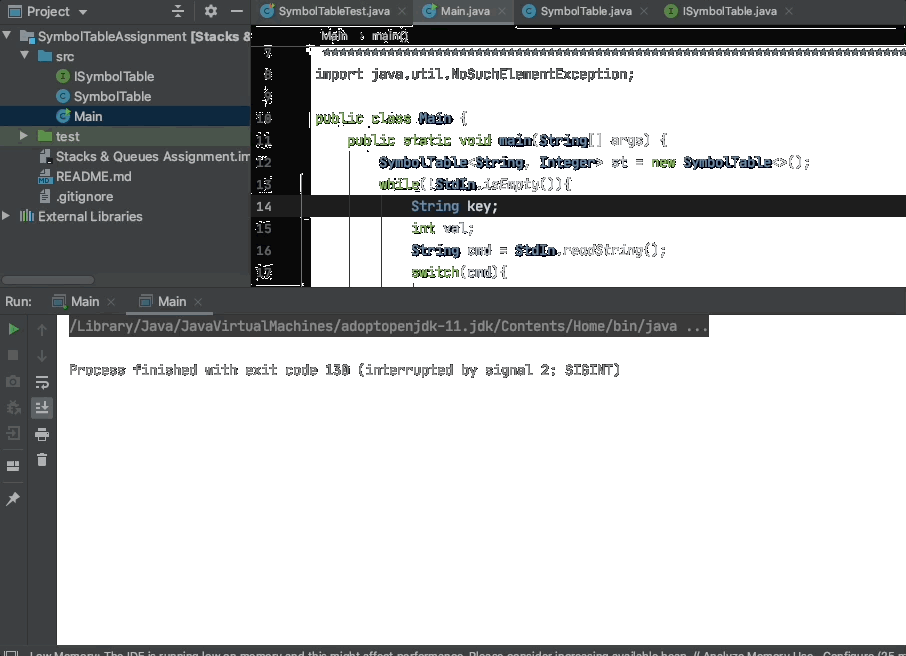 Project
SymbolTableTest.java
Main.java
SymbolTable.java
ISymbolTable.java
SymbolTableAssignment [Stacks &
src
ISymbolTable
SymbolTable
Main
test
Stacks & Queues Assignment.im
README.md
.gitignore
External Libraries
Main : main()
7
8 import java.util.NoSuchElementException;
9
10 public class Main {
11 public static void main(String[] args) {
12 SymbolTable<String, Integer> st = new SymbolTable<>();
13 while(!StdIn.isEmpty()){
14 String key;
15 int val;
16 String cmd = StdIn.readString();
17 switch(cmd){
Run: Main Main
/Library/Java/JavaVirtualMachines/adoptopenjdk-11.jdk/Contents/Home/bin/java ...
Process finished with exit code 130 (interrupted by signal 2: SIGINT)
Low Memory: The IDE is running low on memory and this might affect performance. Please consider increasing available heap. // Analyze Memory Use Configure (25 m